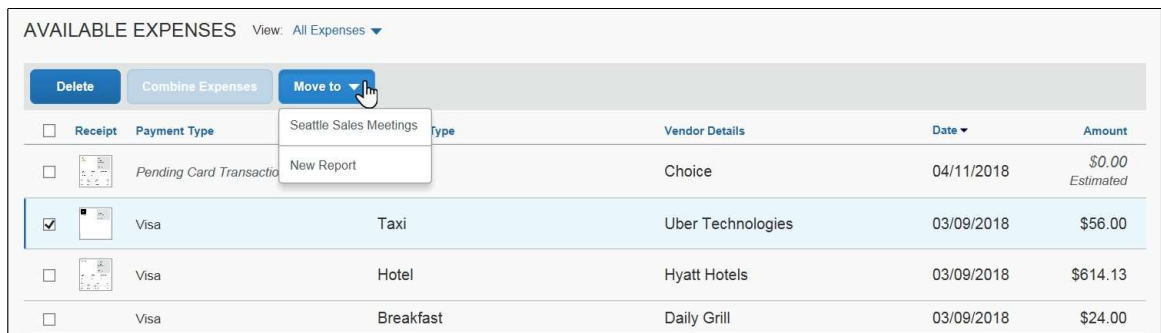 AVAILABLE EXPENSES View: All Expenses
Delete Combine Expenses Move to
Seattle Sales Meetings
Receipt Payment Type Type Vendor Details Date Amount
New Report
Pending Card Transactio Choice 04/11/2018 $0.00
Estimated
Visa Taxi Uber Technologies 03/09/2018 $56.00
Visa Hotel Hyatt Hotels 03/09/2018 $614.13
Visa Breakfast Daily Grill 03/09/2018 $24.00